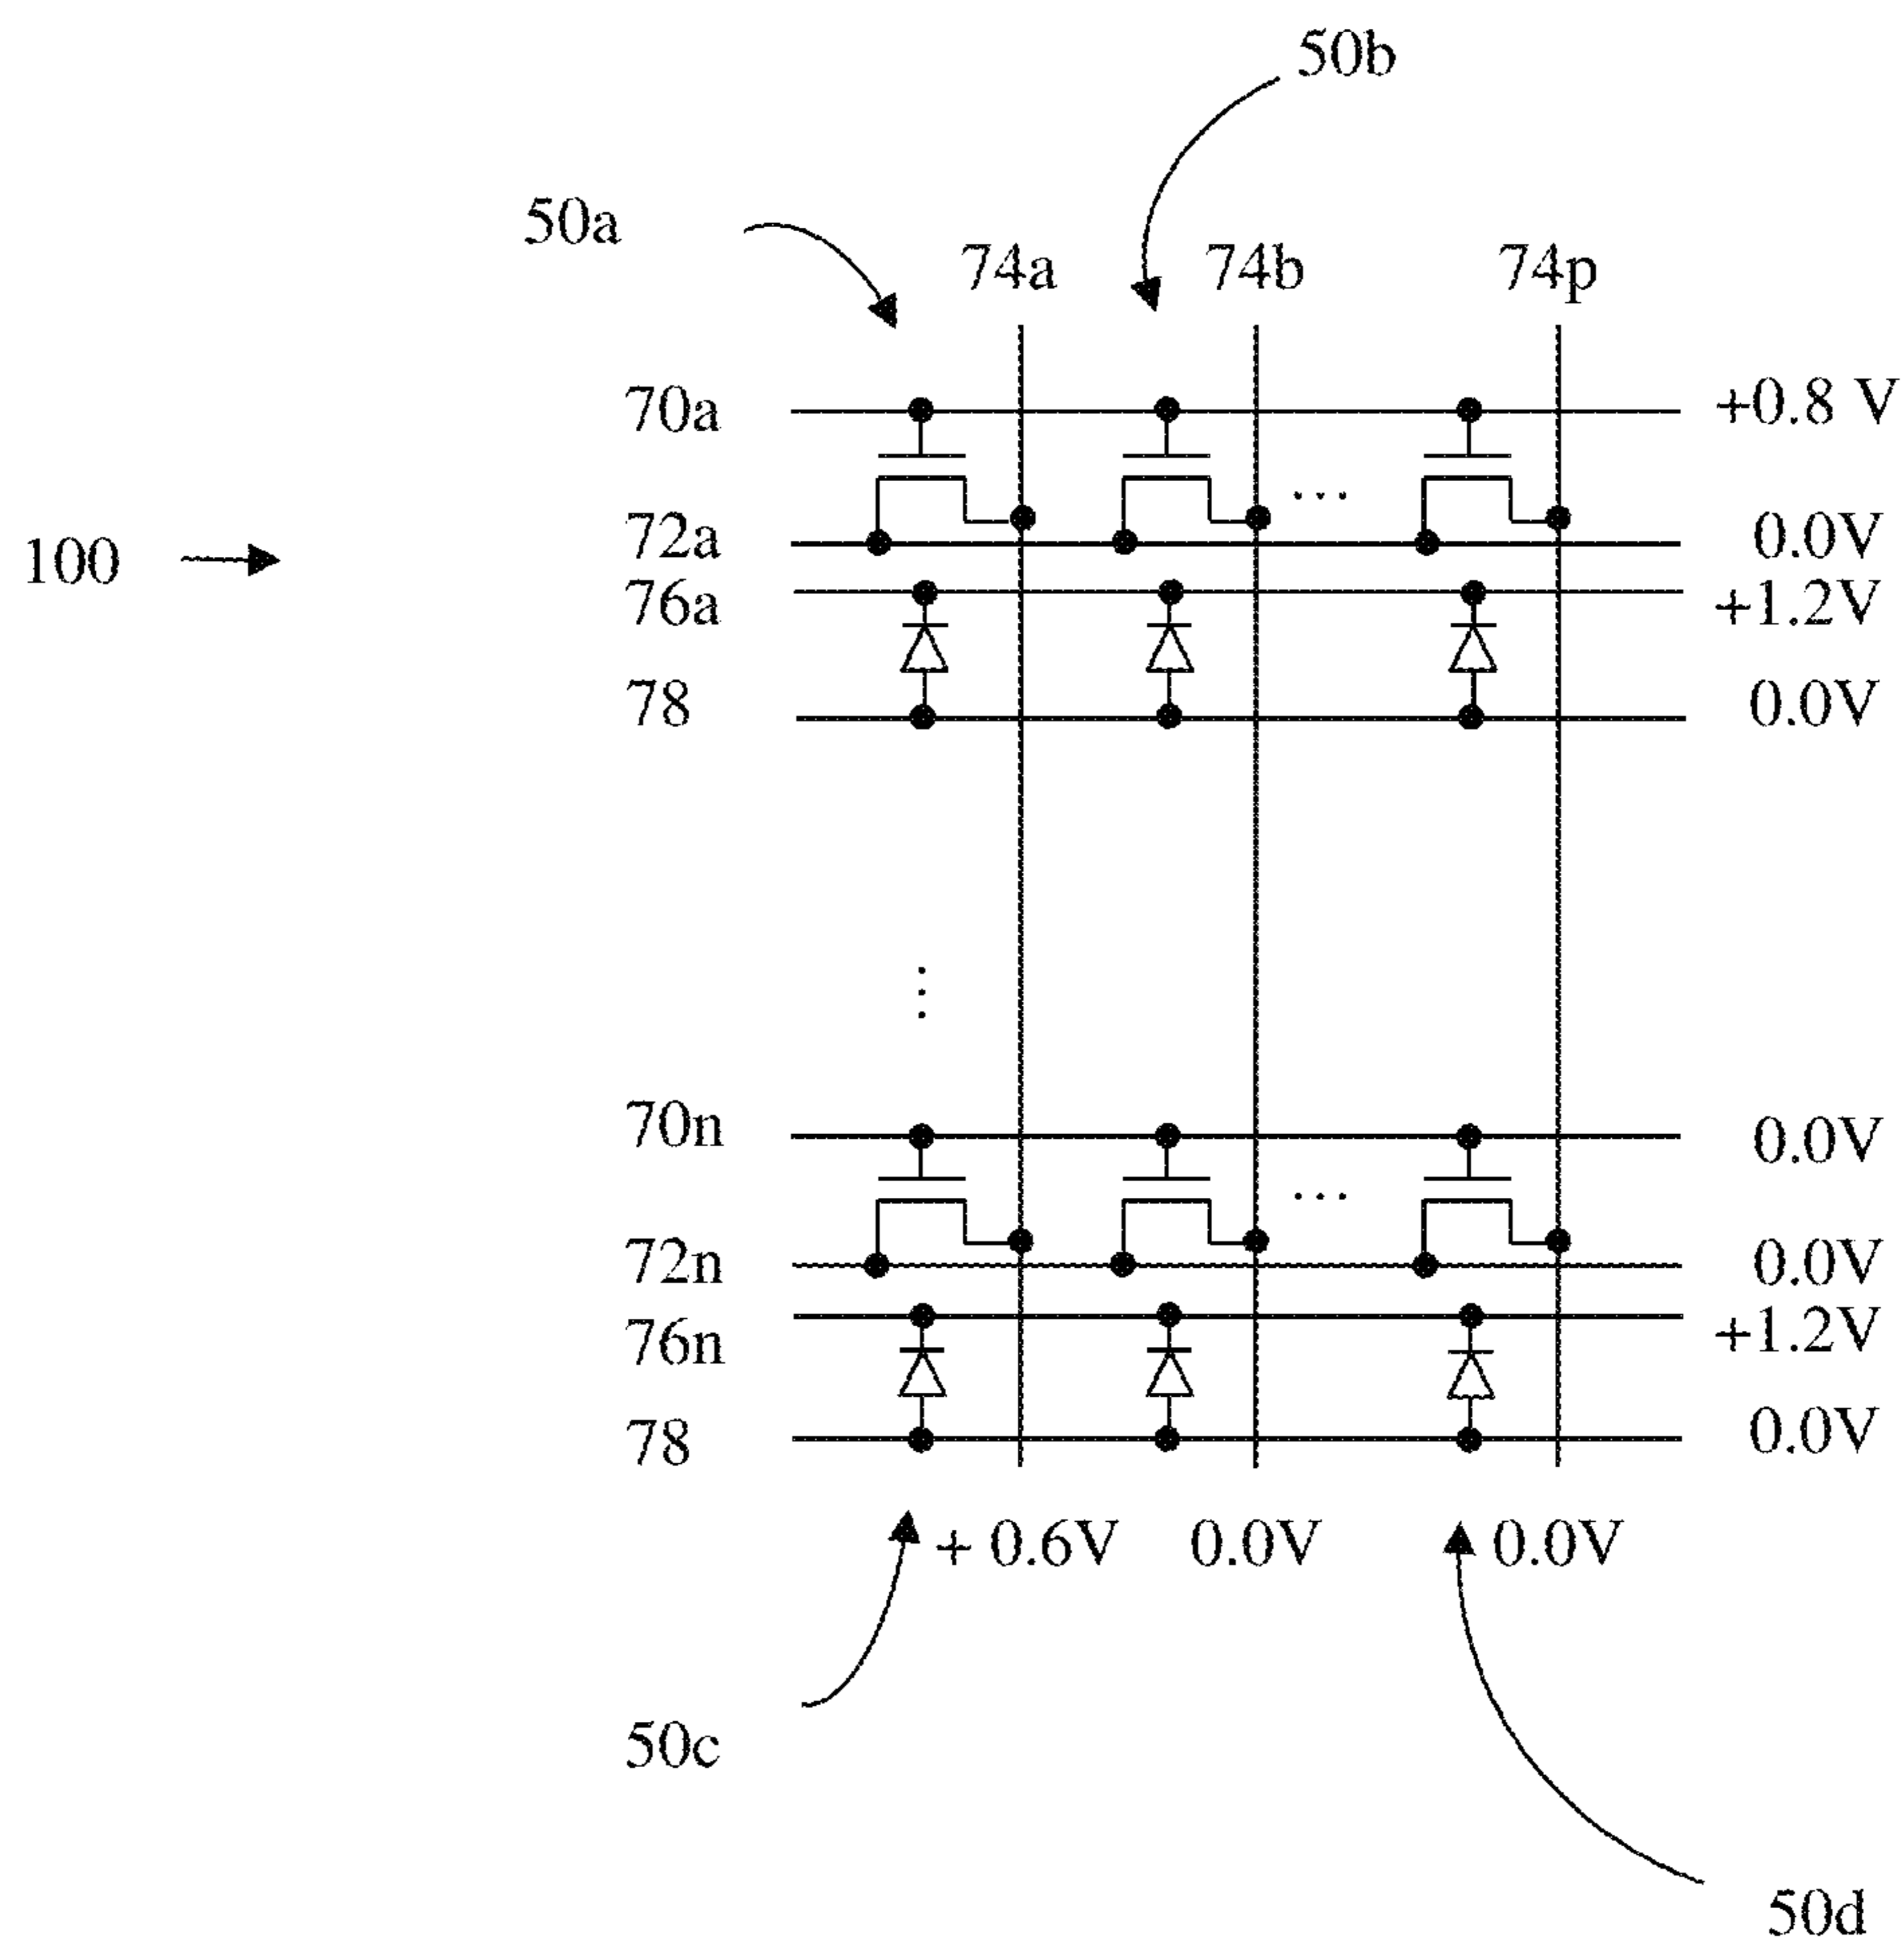 50b
50a
74a 74b 74p
70a +0.8 V
...
72a 0.0V
100
76a +1.2V
78 0.0V
70n 0.0V
...
72n 0.0V
76n +1.2V
78 0.0V
+ 0.6V 0.0V 0.0V
50c
50d